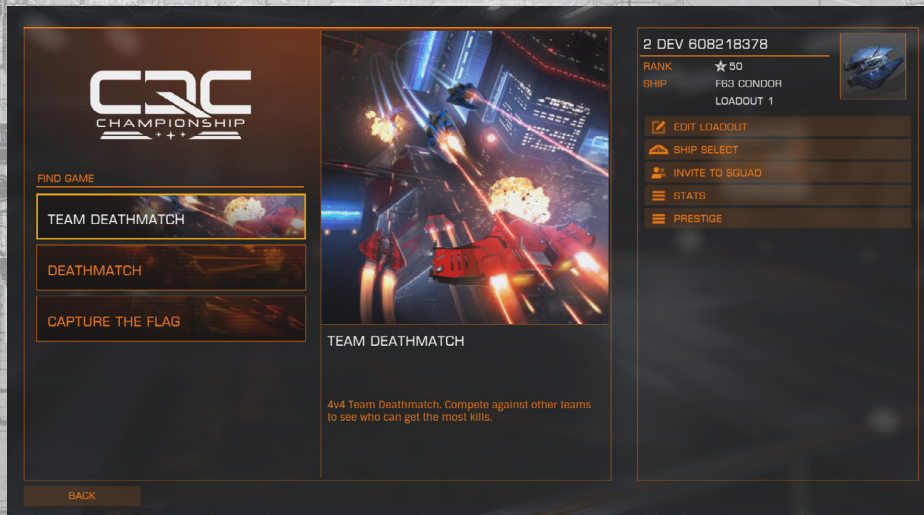 CQC
CHAMPIONSHIP
FIND GAME
TEAM DEATHMATCH
DEATHMATCH
CAPTURE THE FLAG
BACK
TEAM DEATHMATCH
4v4 Team Deathmatch. Compete against other teams
to see who can get the most kills.
2 DEV 608218378
RANK 50
SHIP F63 CONDOR
LOADOUT 1
EDIT LOADOUT
SHIP SELECT
INVITE TO SQUAD
STATS
PRESTIGE